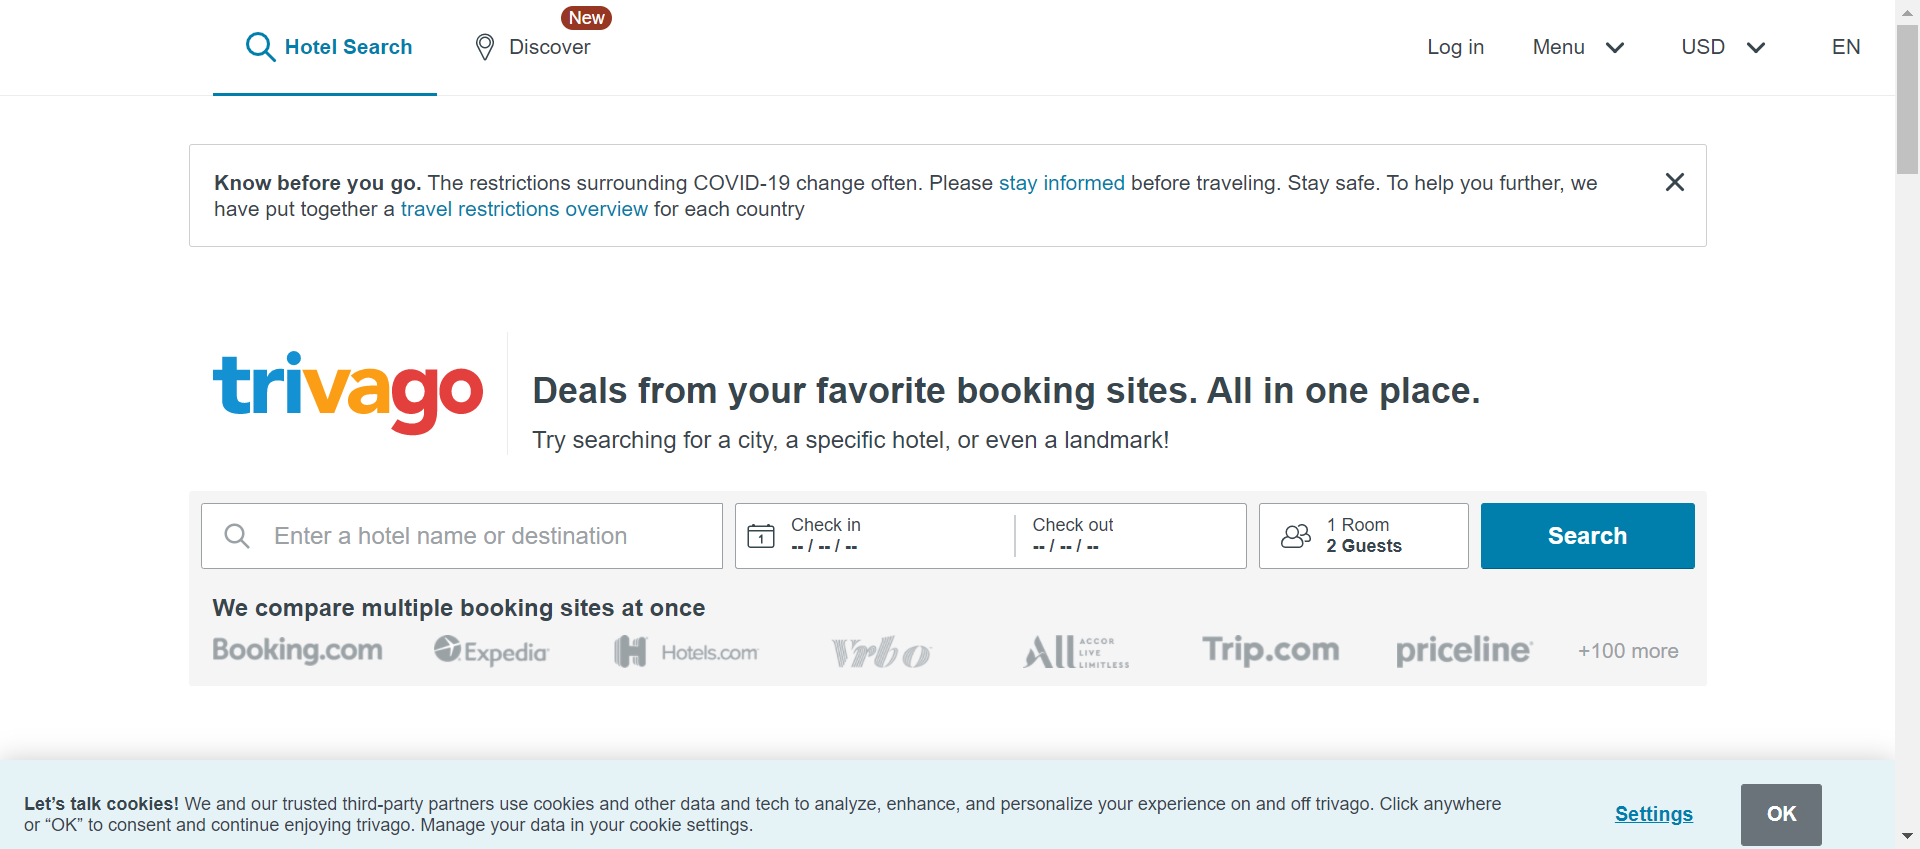 New
Hotel Search
Discover
Log in
Menu
USD
EN
Know before you go. The restrictions surrounding COVID-19 change often. Please stay informed before traveling. Stay safe. To help you further, we
have put together a travel restrictions overview for each country
trivago
Deals from your favorite booking sites. All in one place.
Try searching for a city, a specific hotel, or even a landmark!
Enter a hotel name or destination
1
Check in
-- / -- / --
Check out
-- / -- / --
1 Room
2 Guests
Search
We compare multiple booking sites at once
Booking.com
Expedia
H Hotels.com
Vrbo
All ACCOR
LIVE
LIMITLESS
Trip.com
priceline
+100 more
Let’s talk cookies! We and our trusted third-party partners use cookies and other data and tech to analyze, enhance, and personalize your experience on and off trivago. Click anywhere
or “OK” to consent and continue enjoying trivago. Manage your data in your cookie settings.
Settings
OK